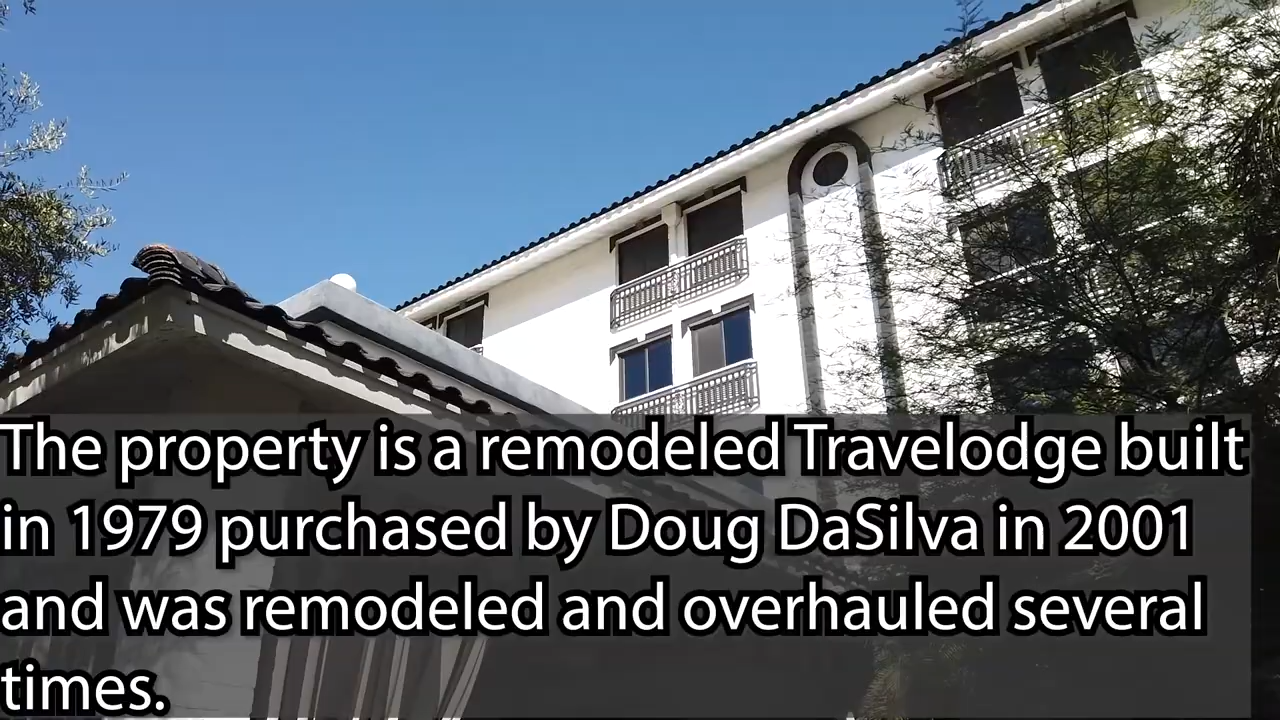 The property is a remodeled Travelodge built
in 1979 purchased by Doug DaSilva in 2001
and was remodeled and overhauled several
times.